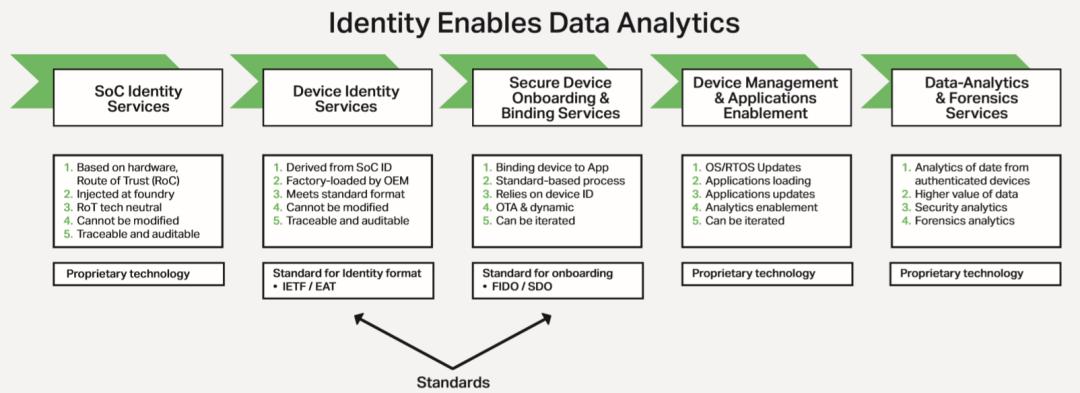 Identity Enables Data Analytics
SoC Identity
Services
1. Based on hardware,
Route of Trust (RoC)
2. Injected at foundry
3. RoT tech neutral
4. Cannot be modified
5. Traceable and auditable
Proprietary technology
Device Identity
Services
1. Derived from SoC ID
2. Factory-loaded by OEM
3. Meets standard format
4. Cannot be modified
5. Traceable and auditable
Standard for Identity format
• IETF / EAT
Secure Device
Onboarding &
Binding Services
1. Binding device to App
2. Standard-based process
3. Relies on device ID
4. OTA & dynamic
5. Can be iterated
Standard for onboarding
• FIDO / SDO
Device Management
& Applications
Enablement
1. OS/RTOS Updates
2. Applications loading
3. Applications updates
4. Analytics enablement
5. Can be iterated
Proprietary technology
Data-Analytics
& Forensics
Services
1. Analytics of date from
authenticated devices
2. Higher value of data
3. Security analytics
4. Forensics analytics
Proprietary technology
Standards